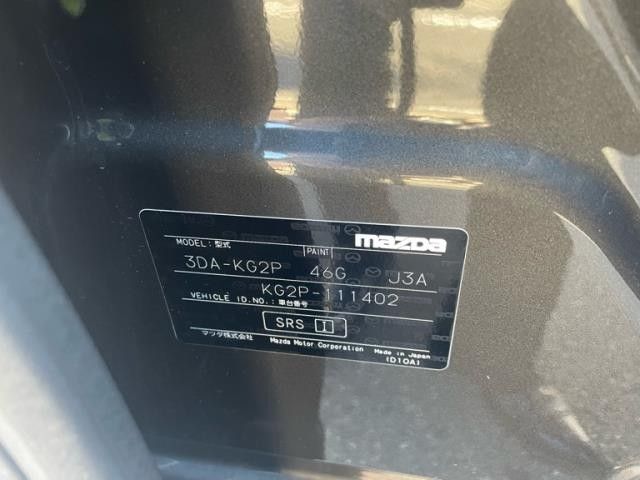 mazda
MODEL: 型式 PAINT
3DA-KG2P 46G J3A
KG2P-111402
VEHICLE ID.NO.: 車台番号
SRS I
マツダ株式会社 Mazda Motor Corporation Made in Japan
(D10A)